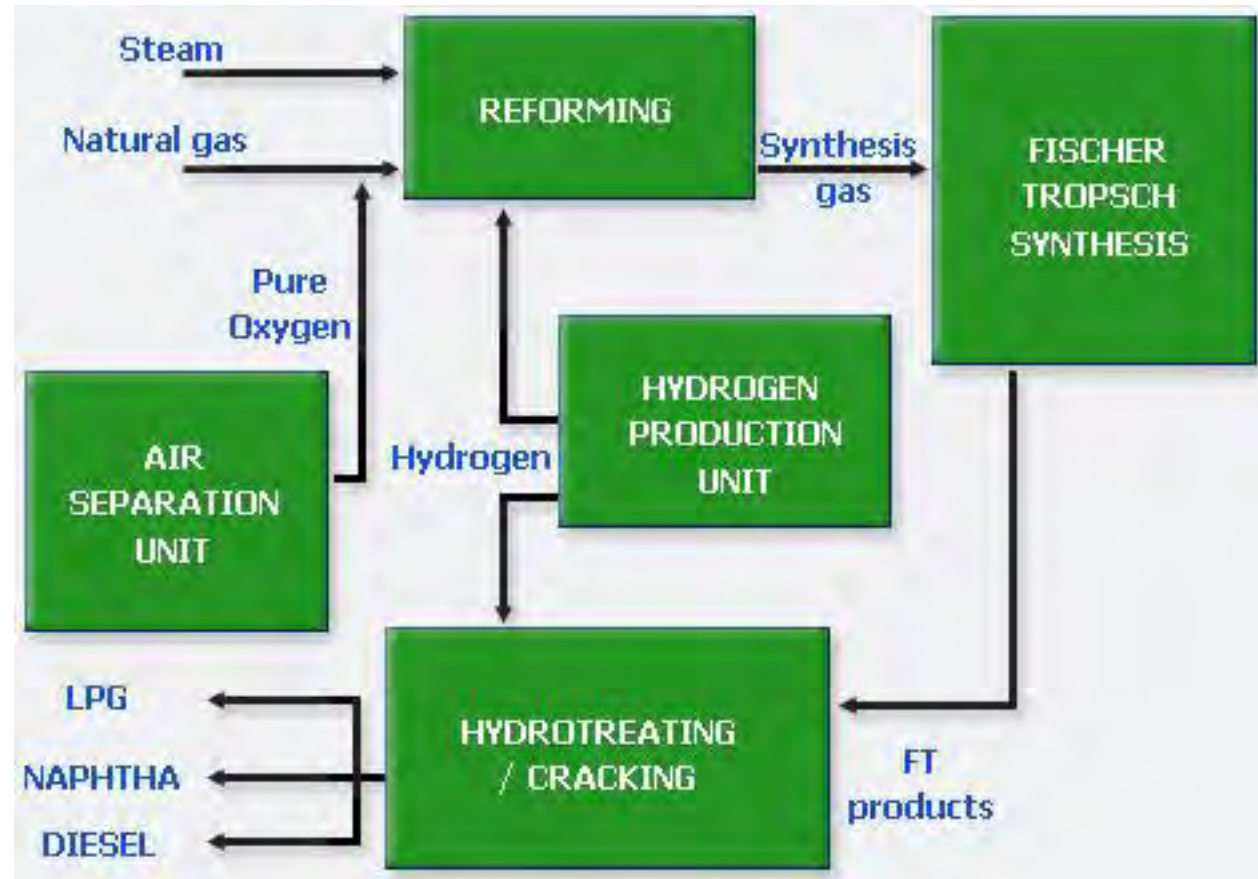 Steam
Natural gas
REFORMING
Synthesis
gas
FISCHER
TROPSCH
SYNTHESIS
Pure
Oxygen
AIR
SEPARATION
UNIT
Hydrogen
HYDROGEN
PRODUCTION
UNIT
LPG
NAPHTHA
DIESEL
HYDROTREATING
/ CRACKING
FT
products